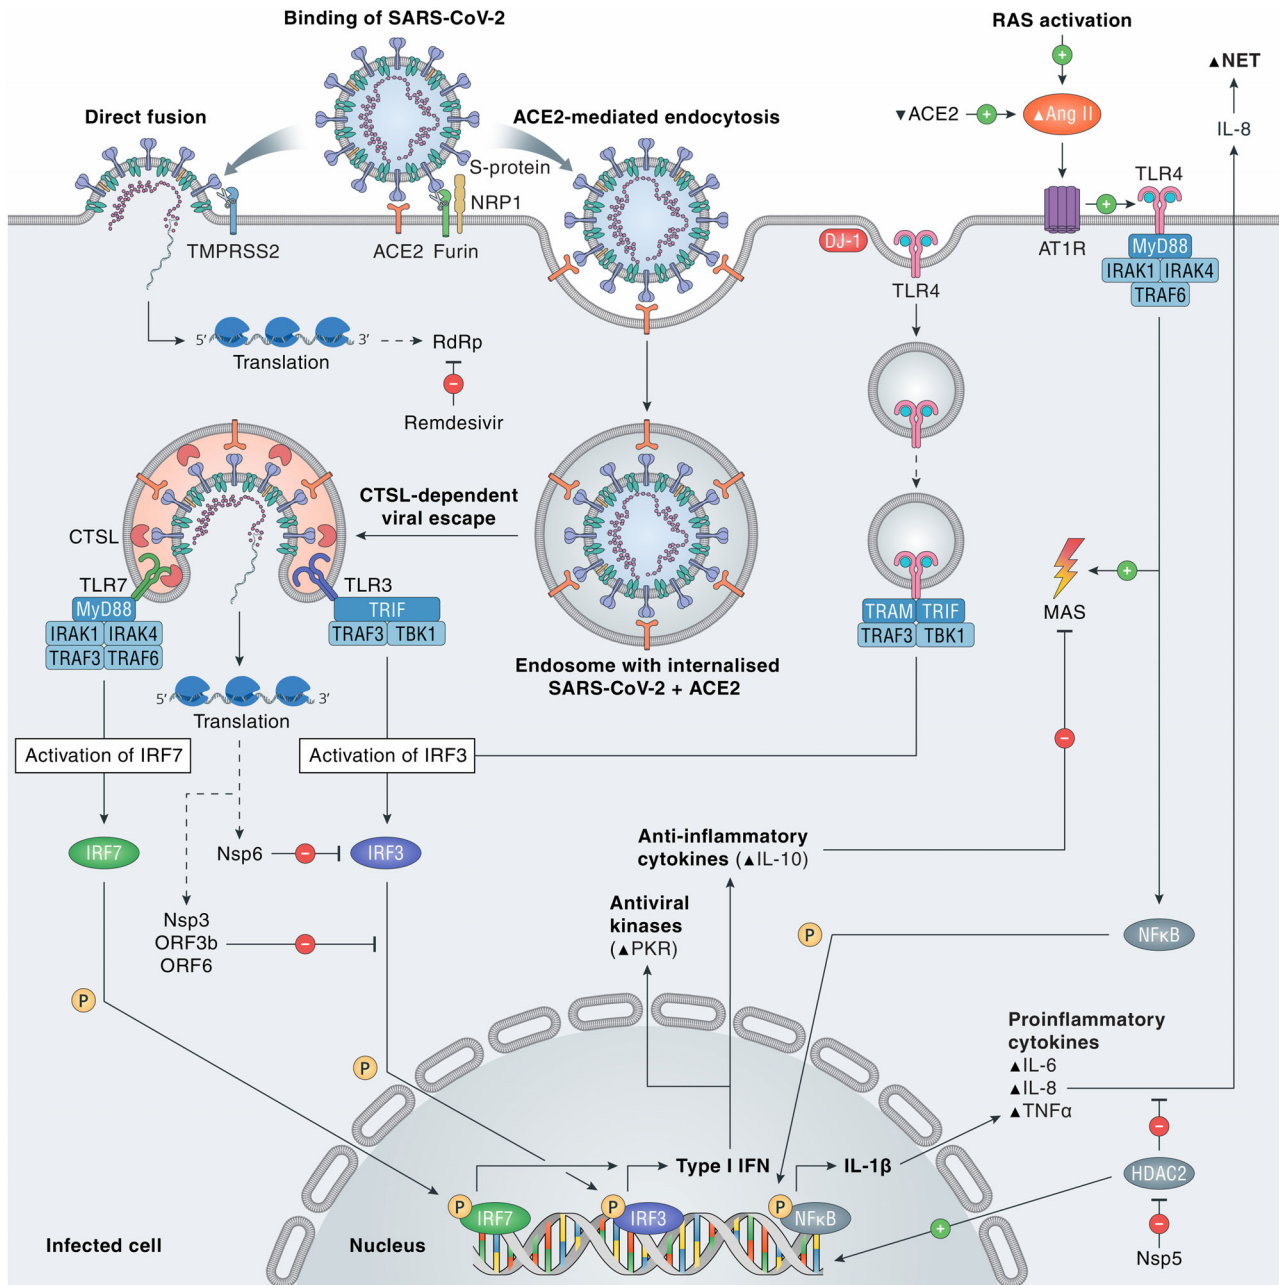 Binding of SARS-CoV-2
RAS activation
▲NET
Direct fusion
ACE2-mediated endocytosis
▼ACE2
+
+
▲Ang II
IL-8
S-protein
NRP1
TLR4
TMPRSS2
ACE2
Furin
DJ-1
AT1R
+
MyD88
IRAK1
IRAK4
TRAF6
TLR4
5′
3′
Translation
RdRp
−
Remdesivir
CTSL-dependent
viral escape
CTSL
TLR7
TLR3
MyD88
IRAK1
IRAK4
TRAF3
TRAF6
TRIF
TRAF3
TBK1
TRAM
TRIF
TRAF3
TBK1
+
MAS
Endosome with internalised
SARS-CoV-2 + ACE2
5′
3′
Translation
Activation of IRF7
Activation of IRF3
−
IRF7
Nsp6
−
IRF3
Anti-inflammatory
cytokines (▲IL-10)
Antiviral
kinases
(▲PKR)
Nsp3
ORF3b
ORF6
−
P
NFκB
P
P
Proinflammatory
cytokines
▲IL-6
▲IL-8
▲TNFα
−
HDAC2
−
Nsp5
+
Type I IFN
IL-1β
P
IRF7
P
IRF3
P
NFκB
Infected cell
Nucleus